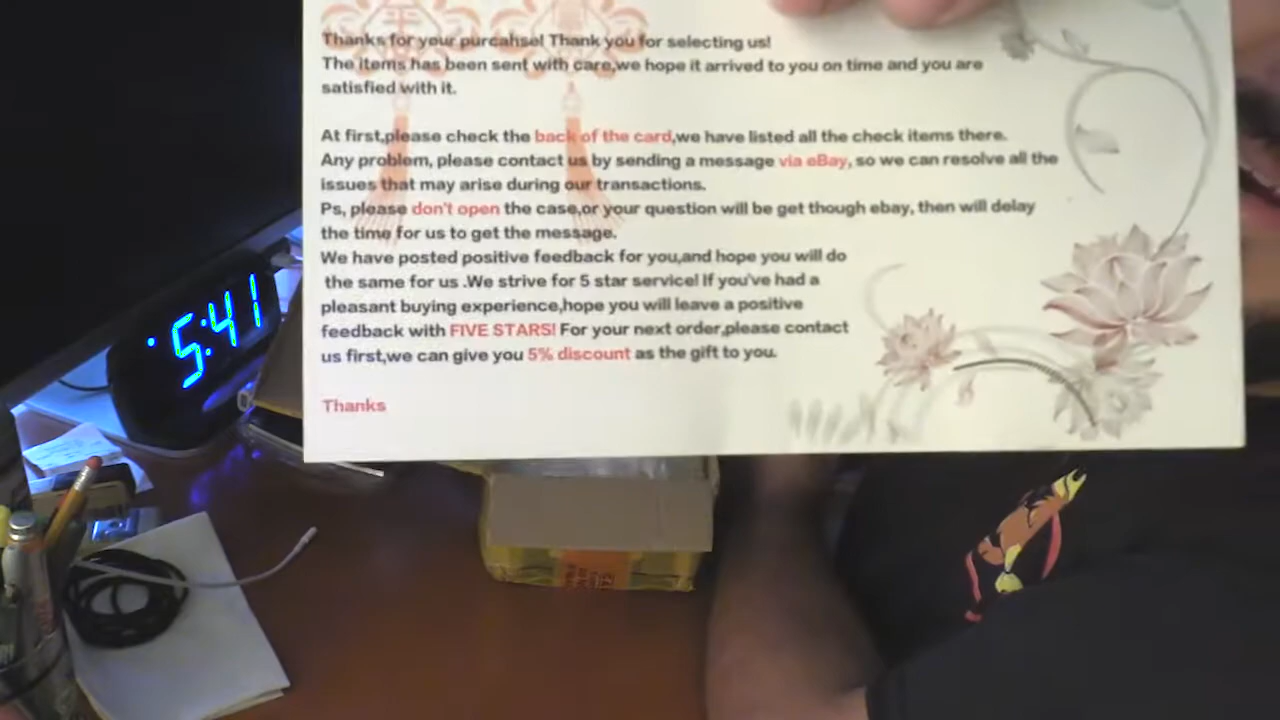 Thanks for your purcahse! Thank you for selecting us!
The items has been sent with care,we hope it arrived to you on time and you are
satisfied with it.
At first,please check the back of the card,we have listed all the check items there.
Any problem, please contact us by sending a message via eBay, so we can resolve all the
issues that may arise during our transactions.
Ps, please don't open the case,or your question will be get though ebay, then will delay
the time for us to get the message.
We have posted positive feedback for you,and hope you will do
the same for us .We strive for 5 star service! If you've had a
pleasant buying experience,hope you will leave a positive
feedback with FIVE STARS! For your next order,please contact
us first,we can give you 5% discount as the gift to you.
Thanks
5:41